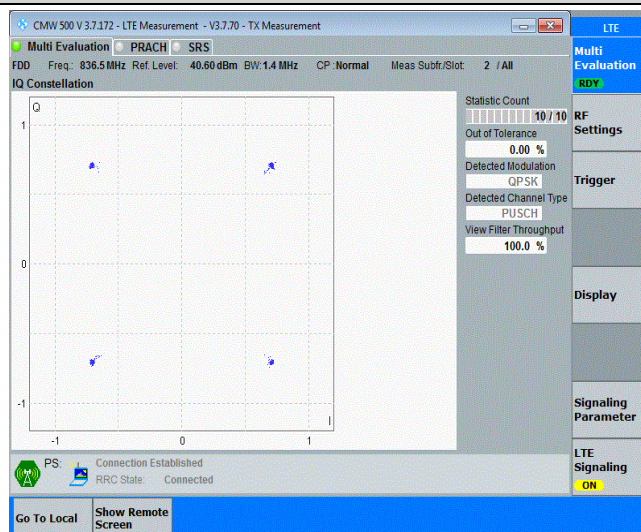 CMW 500 V 3.7.172 - LTE Measurement - V3.7.70 - TX Measurement
LTE
Multi Evaluation PRACH SRS
FDD Freq.: 836.5 MHz Ref. Level: 40.60 dBm BW: 1.4 MHz CP : Normal Meas Subfr./Slot: 2 / All
IQ Constellation
Q
1
0
-1
-1 0 1
I
Statistic Count
10 / 10
Out of Tolerance
0.00 %
Detected Modulation
QPSK
Detected Channel Type
PUSCH
View Filter Throughput
100.0 %
Multi
Evaluation
RDY
RF
Settings
Trigger
Display
Signaling
Parameter
LTE
Signaling
ON
PS: Connection Established
RRC State: Connected
Go To Local
Show Remote
Screen